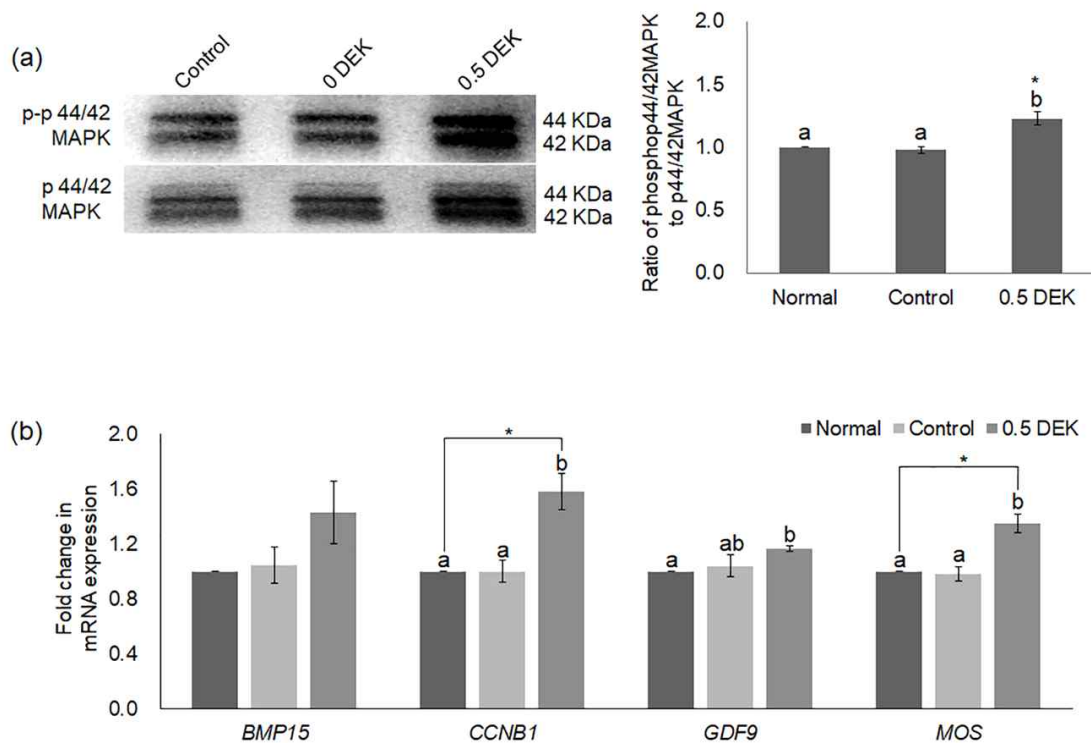 (a)
Control
0 DEK
0.5 DEK
p-p 44/42
MAPK
44 KDa
42 KDa
p 44/42
MAPK
44 KDa
42 KDa
Ratio of phosphop44/42MAPK
to p44/42MAPK
2.0
1.5
1.0
0.5
0.0
a
a
*
b
Normal
Control
0.5 DEK
(b)
Fold change in
mRNA expression
2.0
1.6
1.2
0.8
0.4
0.0
Normal
Control
0.5 DEK
*
a
a
b
a
ab
b
*
a
a
b
BMP15
CCNB1
GDF9
MOS